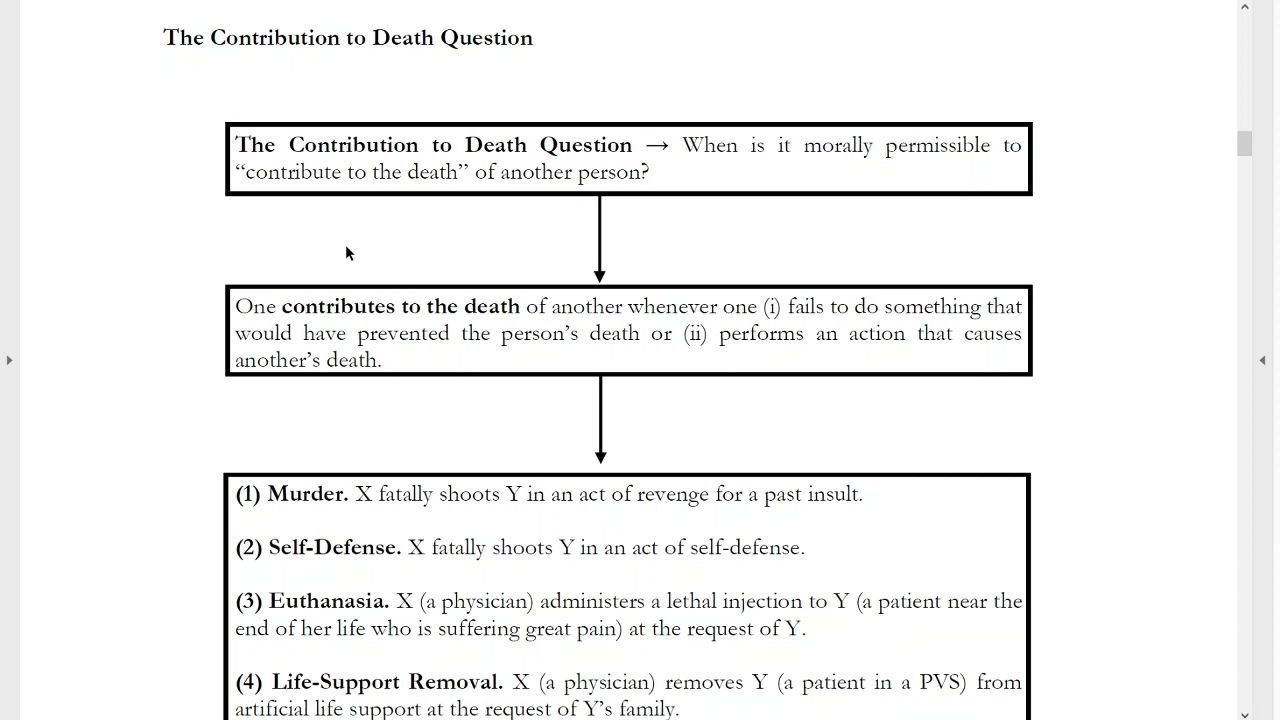 The Contribution to Death Question
The Contribution to Death Question → When is it morally permissible to
“contribute to the death” of another person?
One contributes to the death of another whenever one (i) fails to do something that
would have prevented the person’s death or (ii) performs an action that causes
another’s death.
(1) Murder. X fatally shoots Y in an act of revenge for a past insult.
(2) Self-Defense. X fatally shoots Y in an act of self-defense.
(3) Euthanasia. X (a physician) administers a lethal injection to Y (a patient near the
end of her life who is suffering great pain) at the request of Y.
(4) Life-Support Removal. X (a physician) removes Y (a patient in a PVS) from
artificial life support at the request of Y’s family.